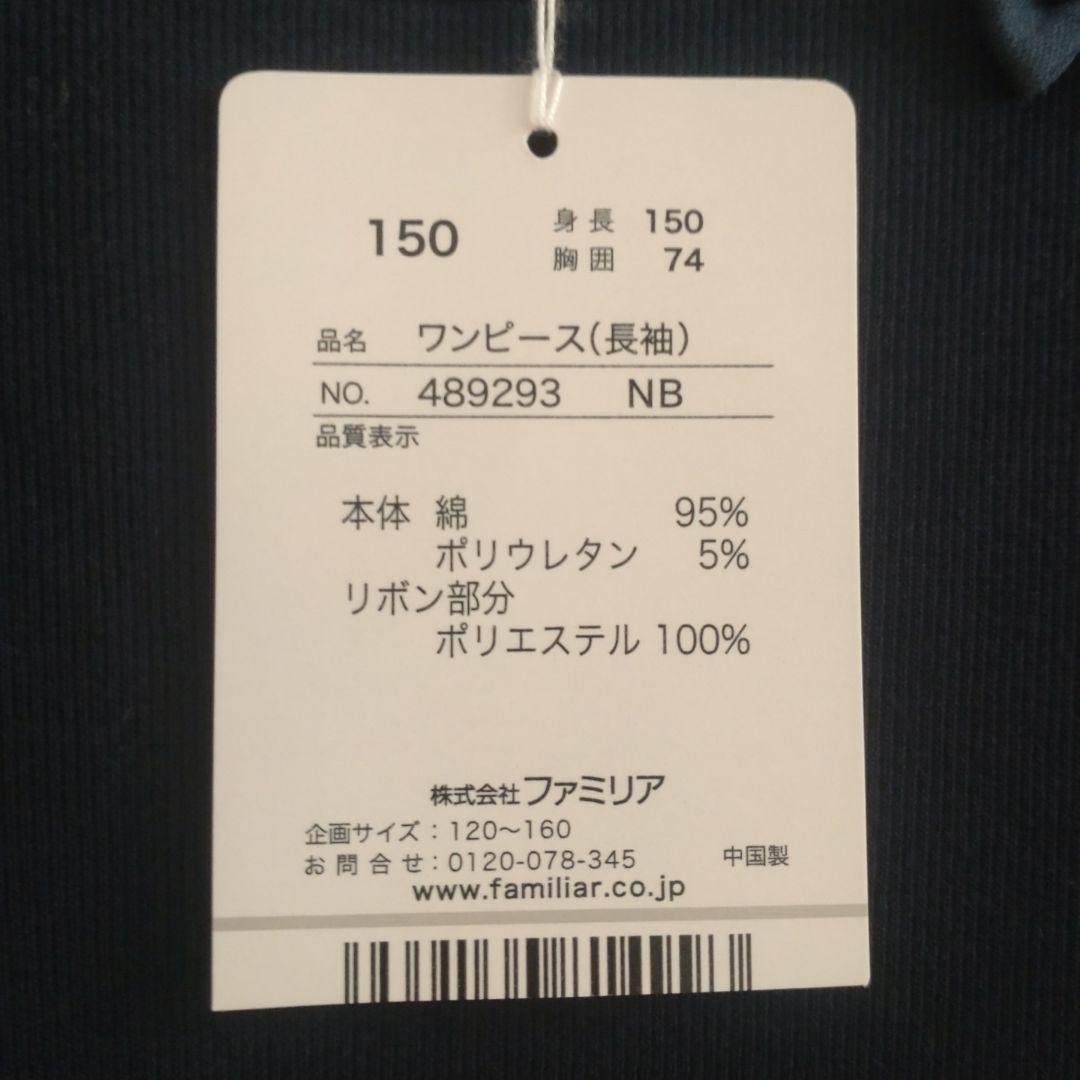 150
身長 150
胸囲 74
品名 ワンピース(長袖)
NO. 489293 NB
品質表示
本体 綿 95%
ポリウレタン 5%
リボン部分
ポリエステル 100%
株式会社ファミリア
企画サイズ：120〜160
お問合せ：0120-078-345 中国製
www.familiar.co.jp